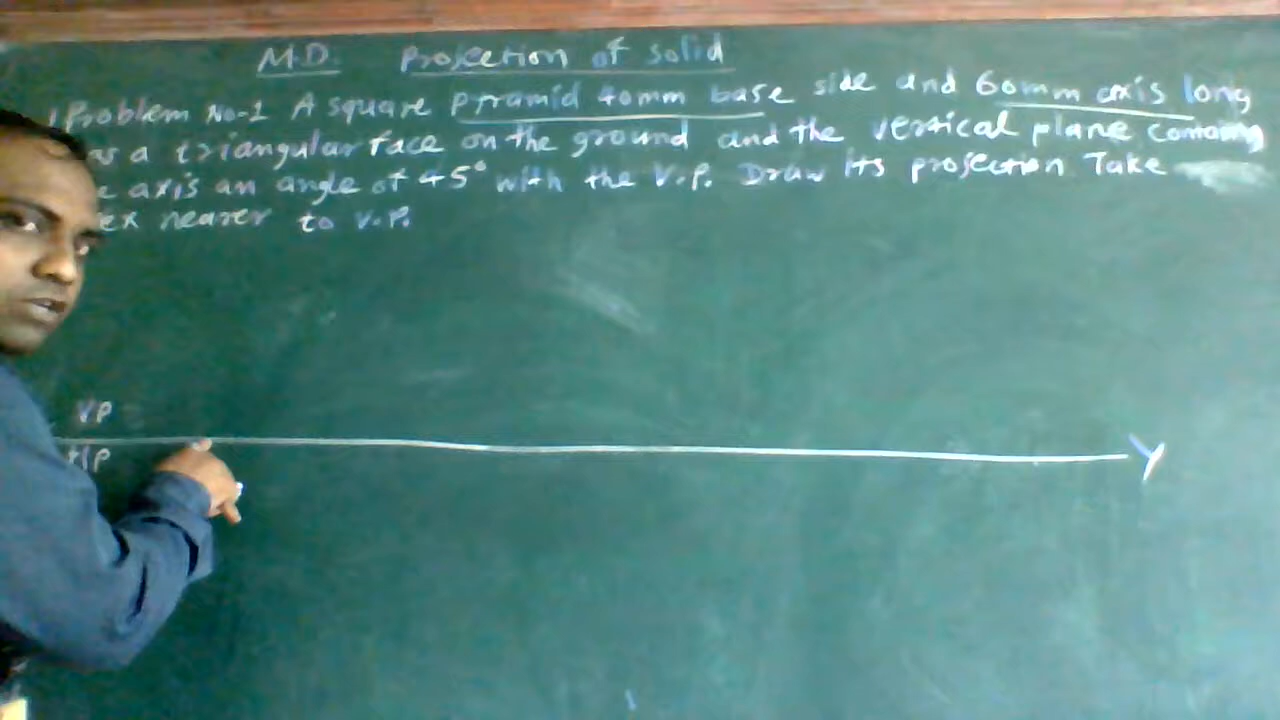 M.D. Projection of solid
Problem No-1 A square pyramid 40mm base side and 60mm axis long
a triangular face on the ground and the vertical plane
axis an angle of 45° with the V.P. Draw its projection Take
ex nearer to V.P.
VP
HP Y